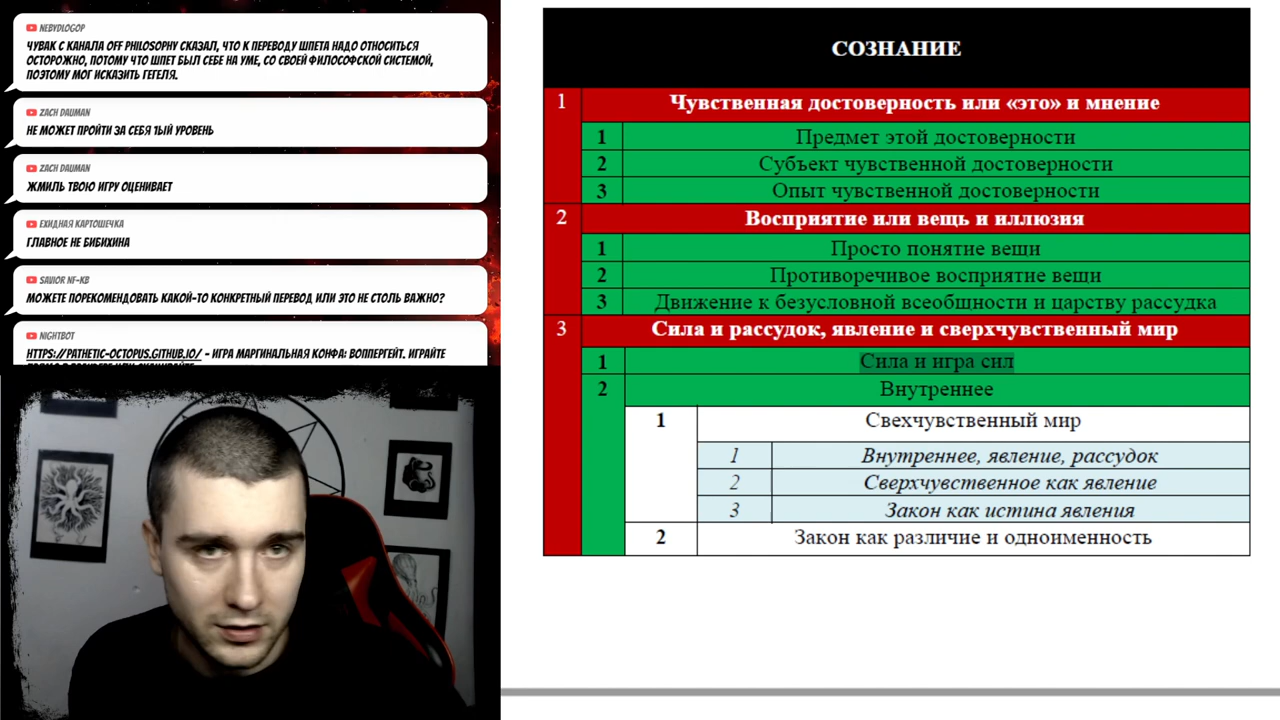 NEBYDLOGOP
ЧУВАК С КАНАЛА OFF PHILOSOPHY СКАЗАЛ, ЧТО К ПЕРЕВОДУ ШПЕТА НАДО ОТНОСИТЬСЯ
ОСТОРОЖНО, ПОТОМУ ЧТО ШПЕТ БЫЛ СЕБЕ НА УМЕ, СО СВОЕЙ ФИЛОСОФСКОЙ СИСТЕМОЙ,
ПОЭТОМУ МОГ ИСКАЗИТЬ ГЕГЕЛЯ.
ZACH DAUMAN
НЕ МОЖЕТ ПРОЙТИ ЗА СЕБЯ 1ЫЙ УРОВЕНЬ
ZACH DAUMAN
ЖМИЛЬ ТВОЮ ИГРУ ОЦЕНИВАЕТ
ЕХИДНАЯ КАРТОШЕЧКА
ГЛАВНОЕ НЕ БИБИХИНА
SAVIOR NF-KB
МОЖЕТЕ ПОРЕКОМЕНДОВАТЬ КАКОЙ-ТО КОНКРЕТНЫЙ ПЕРЕВОД ИЛИ ЭТО НЕ СТОЛЬ ВАЖНО?
NIGHTBOT
HTTPS://PATHETIC-OCTOPUS.GITHUB.IO/ - ИГРА МАРГИНАЛЬНАЯ КОНФА: ВОППЕРГЕЙТ. ИГРАЙТЕ
СОЗНАНИЕ
1 Чувственная достоверность или «это» и мнение
1 Предмет этой достоверности
2 Субъект чувственной достоверности
3 Опыт чувственной достоверности
2 Восприятие или вещь и иллюзия
1 Просто понятие вещи
2 Противоречивое восприятие вещи
3 Движение к безусловной всеобщности и царству рассудка
3 Сила и рассудок, явление и сверхчувственный мир
1 Сила и игра сил
2 Внутреннее
1 Свехчувственный мир
1 Внутреннее, явление, рассудок
2 Сверхчувственное как явление
3 Закон как истина явления
2 Закон как различие и одноименность